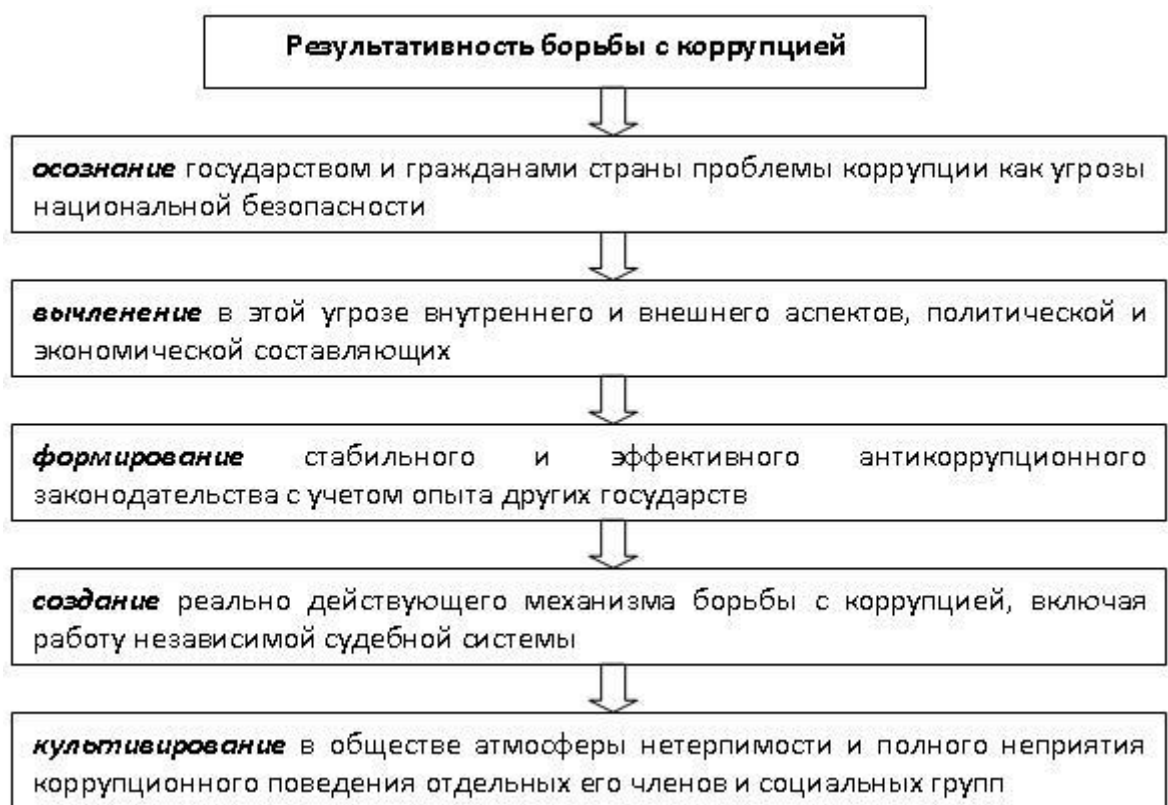 Результативность борьбы с коррупцией
осознание государством и гражданами страны проблемы коррупции как угрозы
национальной безопасности
вычленение в этой угрозе внутреннего и внешнего аспектов, политической и
экономической составляющих
формирование стабильного и эффективного антикоррупционного
законодательства с учетом опыта других государств
создание реально действующего механизма борьбы с коррупцией, включая
работу независимой судебной системы
культивирование в обществе атмосферы нетерпимости и полного неприятия
коррупционного поведения отдельных его членов и социальных групп